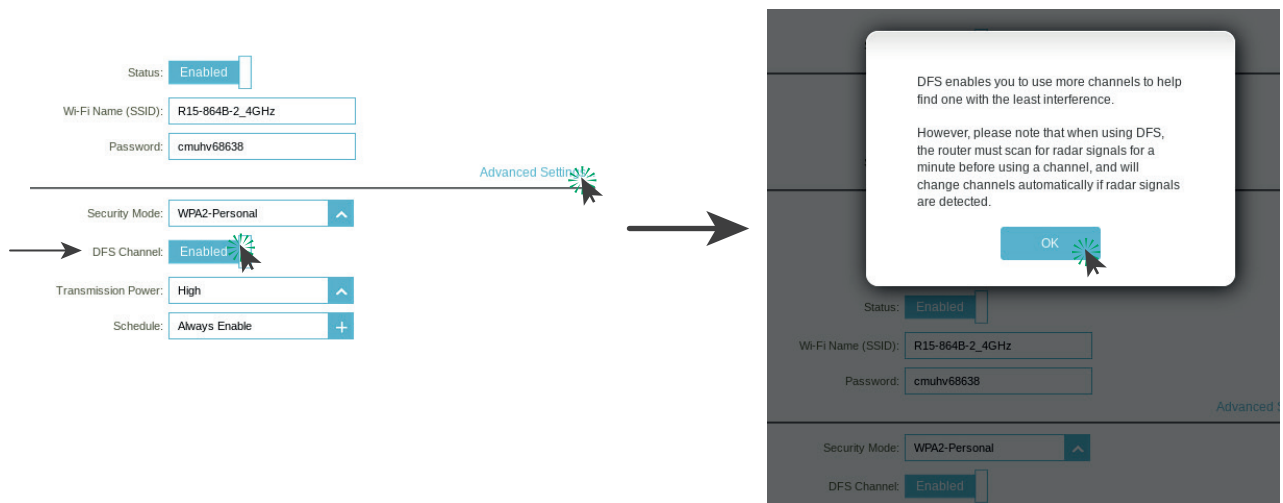 Status: Enabled
Wi-Fi Name (SSID): R15-864B-2_4GHz
Password: cmuhv68638
Advanced Settings
Security Mode: WPA2-Personal
DFS Channel: Enabled
Transmission Power: High
Schedule: Always Enable
DFS enables you to use more channels to help
find one with the least interference.
However, please note that when using DFS,
the router must scan for radar signals for a
minute before using a channel, and will
change channels automatically if radar signals
are detected.
OK
Status: Enabled
Wi-Fi Name (SSID): R15-864B-2_4GHz
Password: cmuhv68638
Advanced
Security Mode: WPA2-Personal
DFS Channel: Enabled